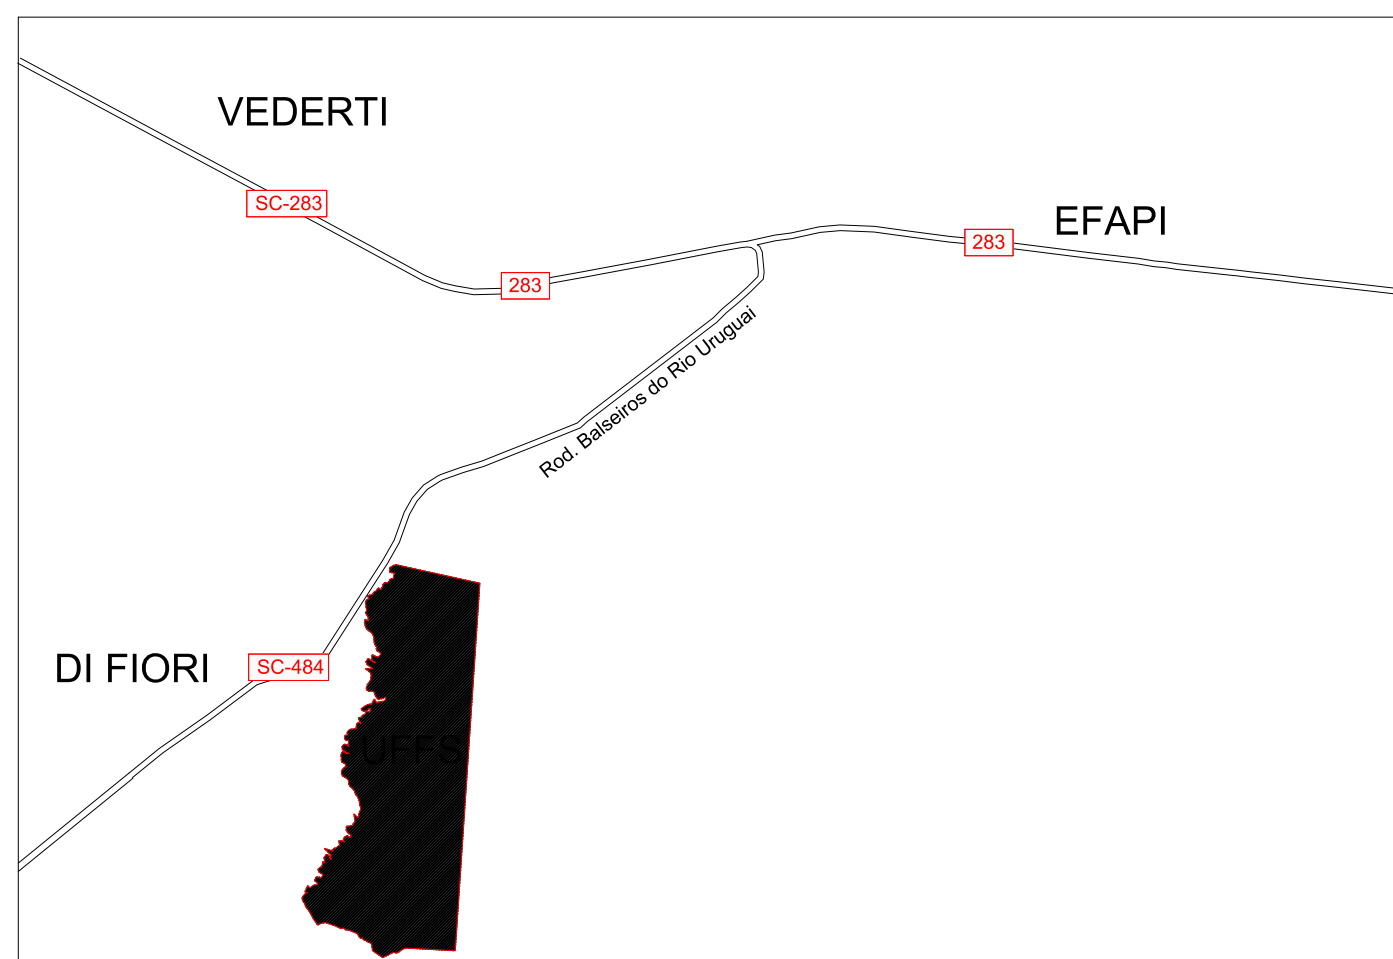 VEDERTI
SC-283
EFAPI
283
283
Rod. Balseiros do Rio Uruguai
DI FIORI
SC-484
UFFS